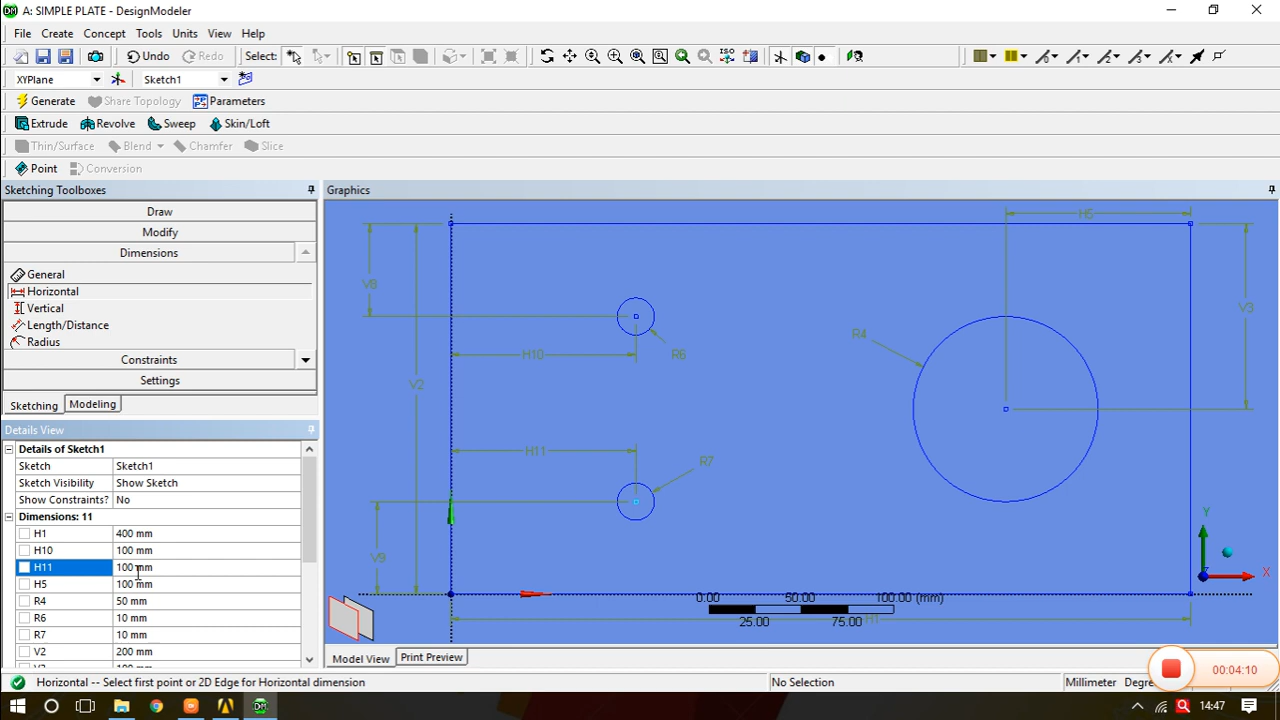 A: SIMPLE PLATE - DesignModeler
File Create Concept Tools Units View Help
Undo Redo Select:
XYPlane Sketch1
Generate Share Topology Parameters
Extrude Revolve Sweep Skin/Loft
Thin/Surface Blend Chamfer Slice
Point Conversion
Sketching Toolboxes
Draw
Modify
Dimensions
General
Horizontal
Vertical
Length/Distance
Radius
Constraints
Settings
Sketching Modeling
Details View
Details of Sketch1
Sketch Sketch1
Sketch Visibility Show Sketch
Show Constraints? No
Dimensions: 11
H1 400 mm
H10 100 mm
H11 100 mm
H5 100 mm
R4 50 mm
R6 10 mm
R7 10 mm
V2 200 mm
Graphics
H5
V8
V3
R4
H10
R6
V2
H11
R7
V9
0.00 50.00 100.00 (mm)
25.00 75.00
H1
Y
X
Model View Print Preview
Horizontal -- Select first point or 2D Edge for Horizontal dimension
No Selection
Millimeter
00:04:10
14:47